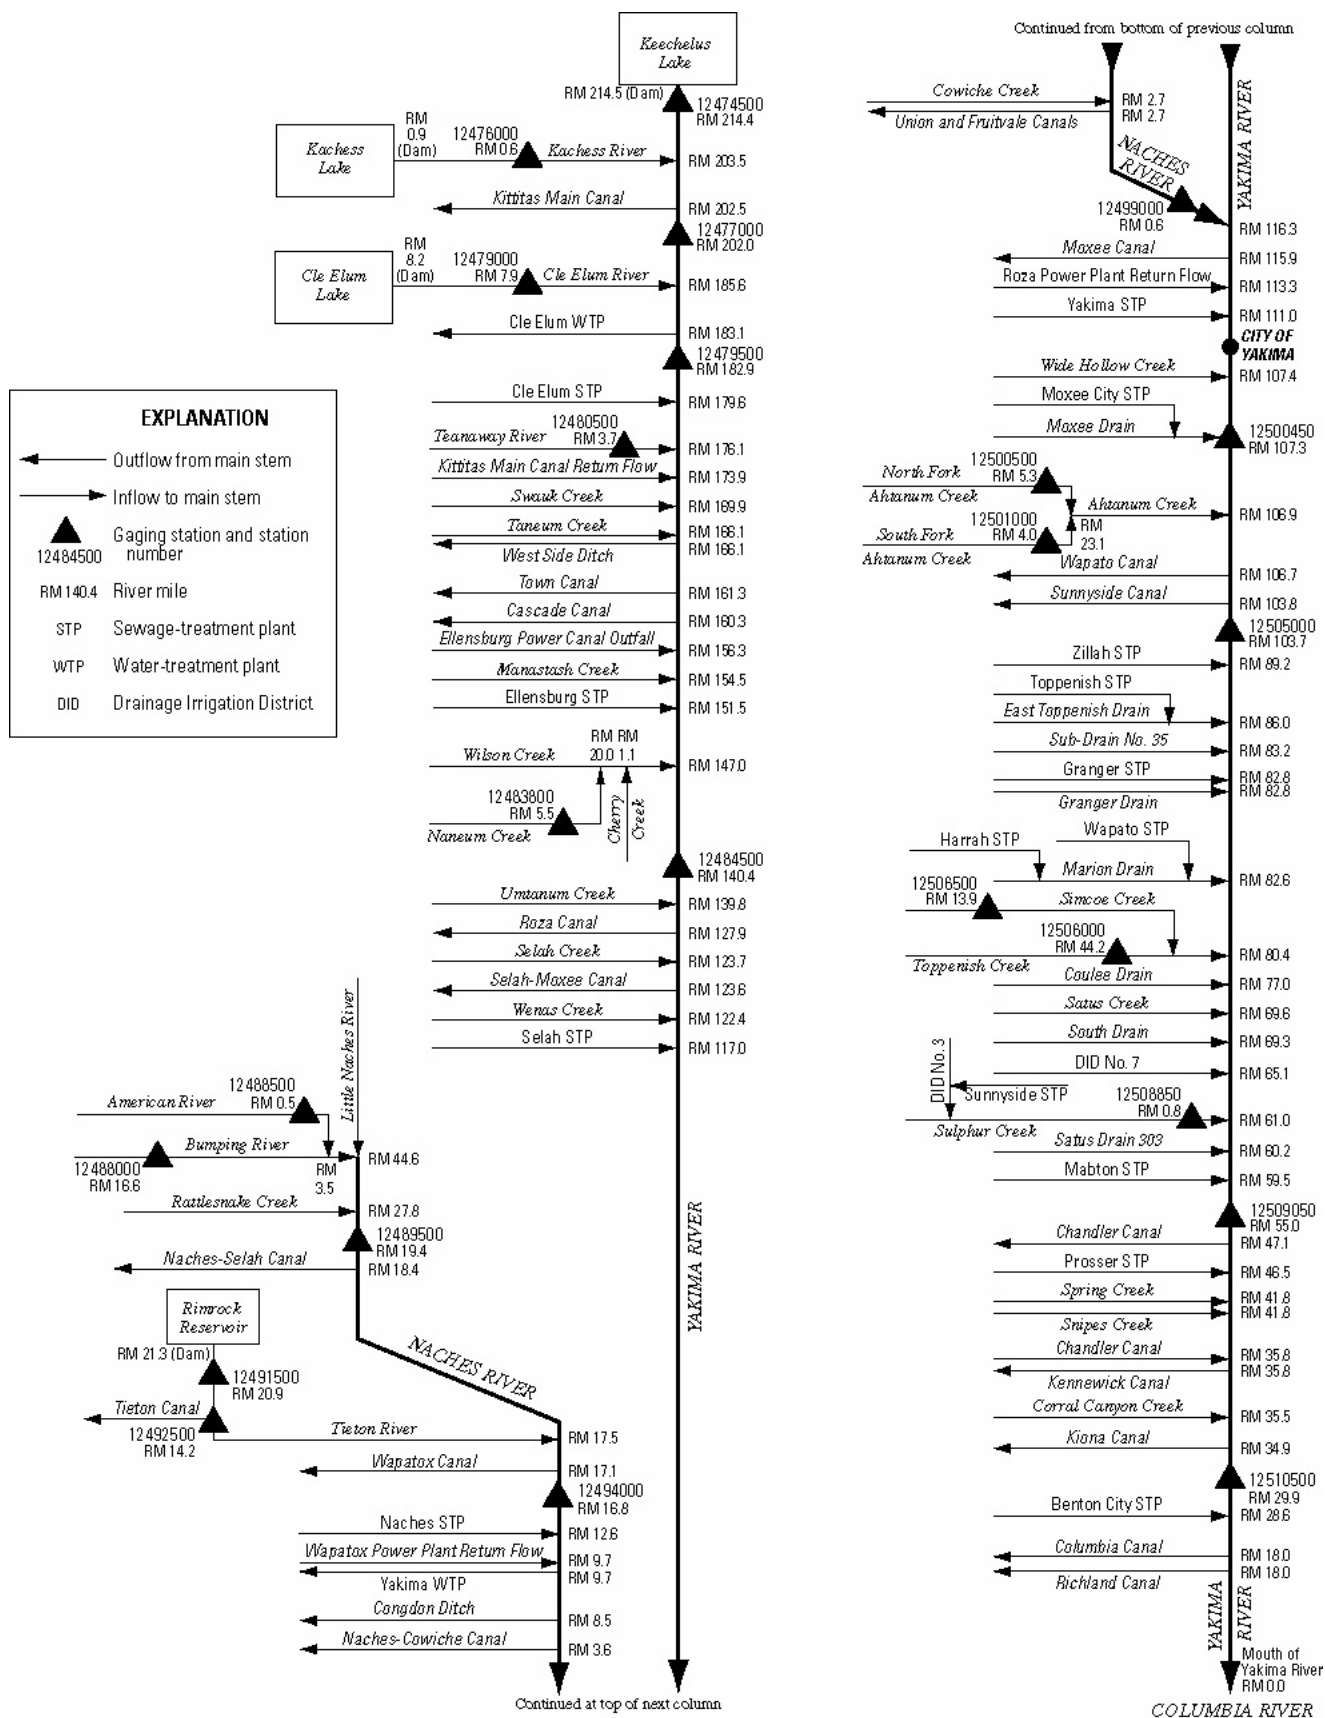 Keechelus
Lake
RM 214.5 (Dam)
12474500
RM 214.4
Kachess
Lake
RM
0.9
(Dam)
12476000
RM 0.6
Kachess River
RM 203.5
Kittitas Main Canal
RM 202.5
12477000
RM 202.0
Cle Elum
Lake
RM
8.2
(Dam)
12479000
RM 7.9
Cle Elum River
RM 185.6
Cle Elum WTP
RM 183.1
12479500
RM 182.9
Cle Elum STP
RM 179.6
12480500
RM 3.7
Teanaway River
RM 176.1
Kittitas Main Canal Return Flow
RM 173.9
Swauk Creek
RM 169.9
Taneum Creek
RM 166.1
RM 166.1
West Side Ditch
Town Canal
RM 161.3
Cascade Canal
RM 160.3
Ellensburg Power Canal Outfall
RM 156.3
Manastash Creek
RM 154.5
Ellensburg STP
RM 151.5
RM RM
20.0 1.1
Wilson Creek
RM 147.0
12483800
RM 5.5
Naneum Creek
Cherry
Creek
12484500
RM 140.4
Umtanum Creek
RM 139.8
Roza Canal
RM 127.9
Selah Creek
RM 123.7
Selah-Moxee Canal
RM 123.6
Wenas Creek
RM 122.4
Selah STP
RM 117.0
YAKIMA RIVER
EXPLANATION
Outflow from main stem
Inflow to main stem
Gaging station and station
number
12484500
RM 140.4 River mile
STP Sewage-treatment plant
WTP Water-treatment plant
DID Drainage Irrigation District
Little Naches River
12488500
RM 0.5
American River
Bumping River
RM 44.6
12488000
RM 16.6
RM
3.5
Rattlesnake Creek
RM 27.8
12489500
RM 19.4
Naches-Selah Canal
RM 18.4
Rimrock
Reservoir
RM 21.3 (Dam)
12491500
RM 20.9
NACHES RIVER
Tieton Canal
12492500
RM 14.2
Tieton River
RM 17.5
Wapatox Canal
RM 17.1
12494000
RM 16.8
Naches STP
RM 12.6
Wapatox Power Plant Return Flow
RM 9.7
RM 9.7
Yakima WTP
Congdon Ditch
RM 8.5
Naches-Cowiche Canal
RM 3.6
Continued at top of next column
Continued from bottom of previous column
Cowiche Creek
RM 2.7
RM 2.7
Union and Fruitvale Canals
NACHES
RIVER
YAKIMA RIVER
12499000
RM 0.6
RM 116.3
Moxee Canal
RM 115.9
Roza Power Plant Return Flow
RM 113.3
Yakima STP
RM 111.0
CITY OF
YAKIMA
Wide Hollow Creek
RM 107.4
Moxee City STP
Moxee Drain
12500450
RM 107.3
North Fork
Ahtanum Creek
12500500
RM 5.3
Ahtanum Creek
RM 106.9
South Fork
Ahtanum Creek
12501000
RM 4.0
RM
23.1
Wapato Canal
RM 106.7
Sunnyside Canal
RM 103.8
12505000
RM 103.7
Zillah STP
RM 89.2
Toppenish STP
East Toppenish Drain
RM 86.0
Sub-Drain No. 35
RM 83.2
Granger STP
RM 82.8
RM 82.8
Granger Drain
Harrah STP
Wapato STP
Marion Drain
RM 82.6
12506500
RM 13.9
Simcoe Creek
12506000
RM 44.2
Toppenish Creek
RM 80.4
Coulee Drain
RM 77.0
Satus Creek
RM 69.6
South Drain
RM 69.3
DID No. 7
RM 65.1
DID No. 3
Sunnyside STP
12508850
RM 0.8
Sulphur Creek
RM 61.0
Satus Drain 303
RM 60.2
Mabton STP
RM 59.5
12509050
RM 55.0
Chandler Canal
RM 47.1
Prosser STP
RM 46.5
Spring Creek
RM 41.8
RM 41.8
Snipes Creek
Chandler Canal
RM 35.8
RM 35.8
Kennewick Canal
Corral Canyon Creek
RM 35.5
Kiona Canal
RM 34.9
12510500
RM 29.9
Benton City STP
RM 28.6
Columbia Canal
RM 18.0
RM 18.0
Richland Canal
YAKIMA
RIVER
Mouth of
Yakima River
RM 0.0
COLUMBIA RIVER